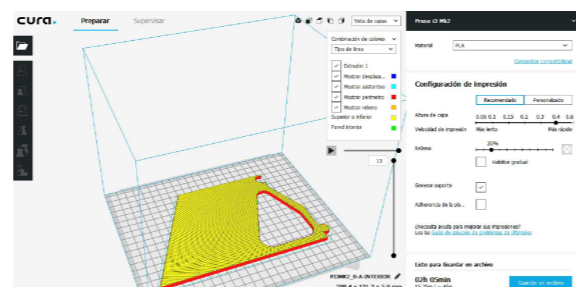 cura.
Preparar
Supervisar
Vista de capas
Combinación de colores
Tipo de línea
Extruder 1
Mostrar desplaza...
Mostrar asistentes
Mostrar perímetro
Mostrar relleno
Superior o inferior
Pared interior
13
Prusa i3 Mk2
Material
PLA
Comprobar compatibilidad
Configuración de impresión
Recomendado
Personalizado
Altura de capa
0.06 0.1 0.15 0.2 0.3 0.4 0.6
Velocidad de impresión
Más lento
Más rápido
Relleno
20%
Habilitar gradual
Generar soporte
Adherencia de la pla...
¿Necesita ayuda para mejorar sus impresiones?
Lea las Guías de solución de problemas de Ultimaker
Listo para Guardar en archivo
02h 05min
Guardar en archivo